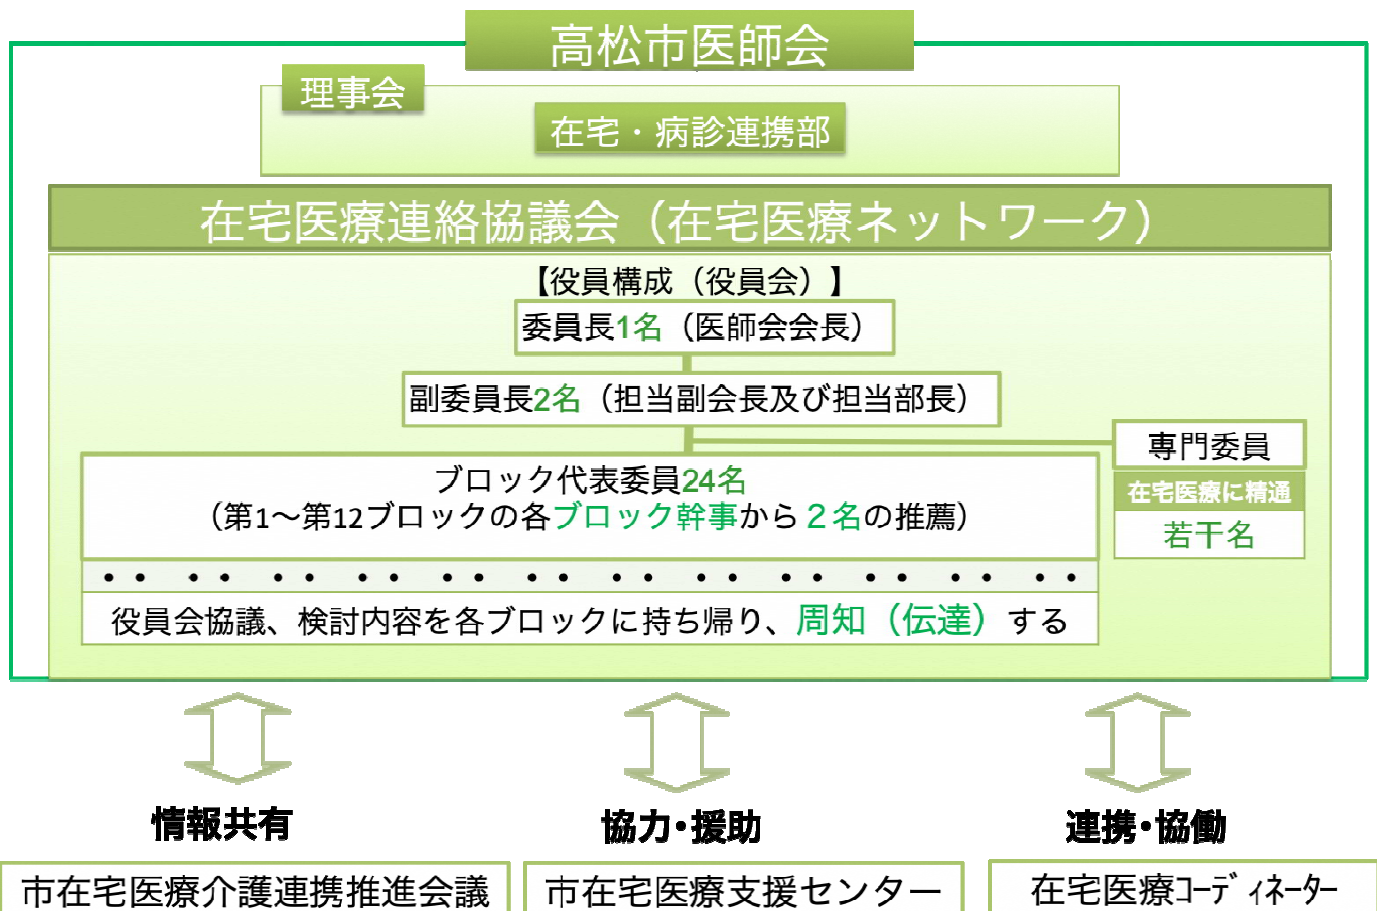 高松市医師会
理事会
在宅・病診連携部
在宅医療連絡協議会（在宅医療ネットワーク）
【役員構成（役員会）】
委員長1名（医師会会長）
副委員長2名（担当副会長及び担当部長）
専門委員
在宅医療に精通
若干名
ブロック代表委員24名
（第1～第12ブロックの各ブロック幹事から２名の推薦）
役員会協議、検討内容を各ブロックに持ち帰り、周知（伝達）する
情報共有
協力・援助
連携・協働
市在宅医療介護連携推進会議
市在宅医療支援センター
在宅医療ｺｰﾃﾞｨﾈｰﾀｰ